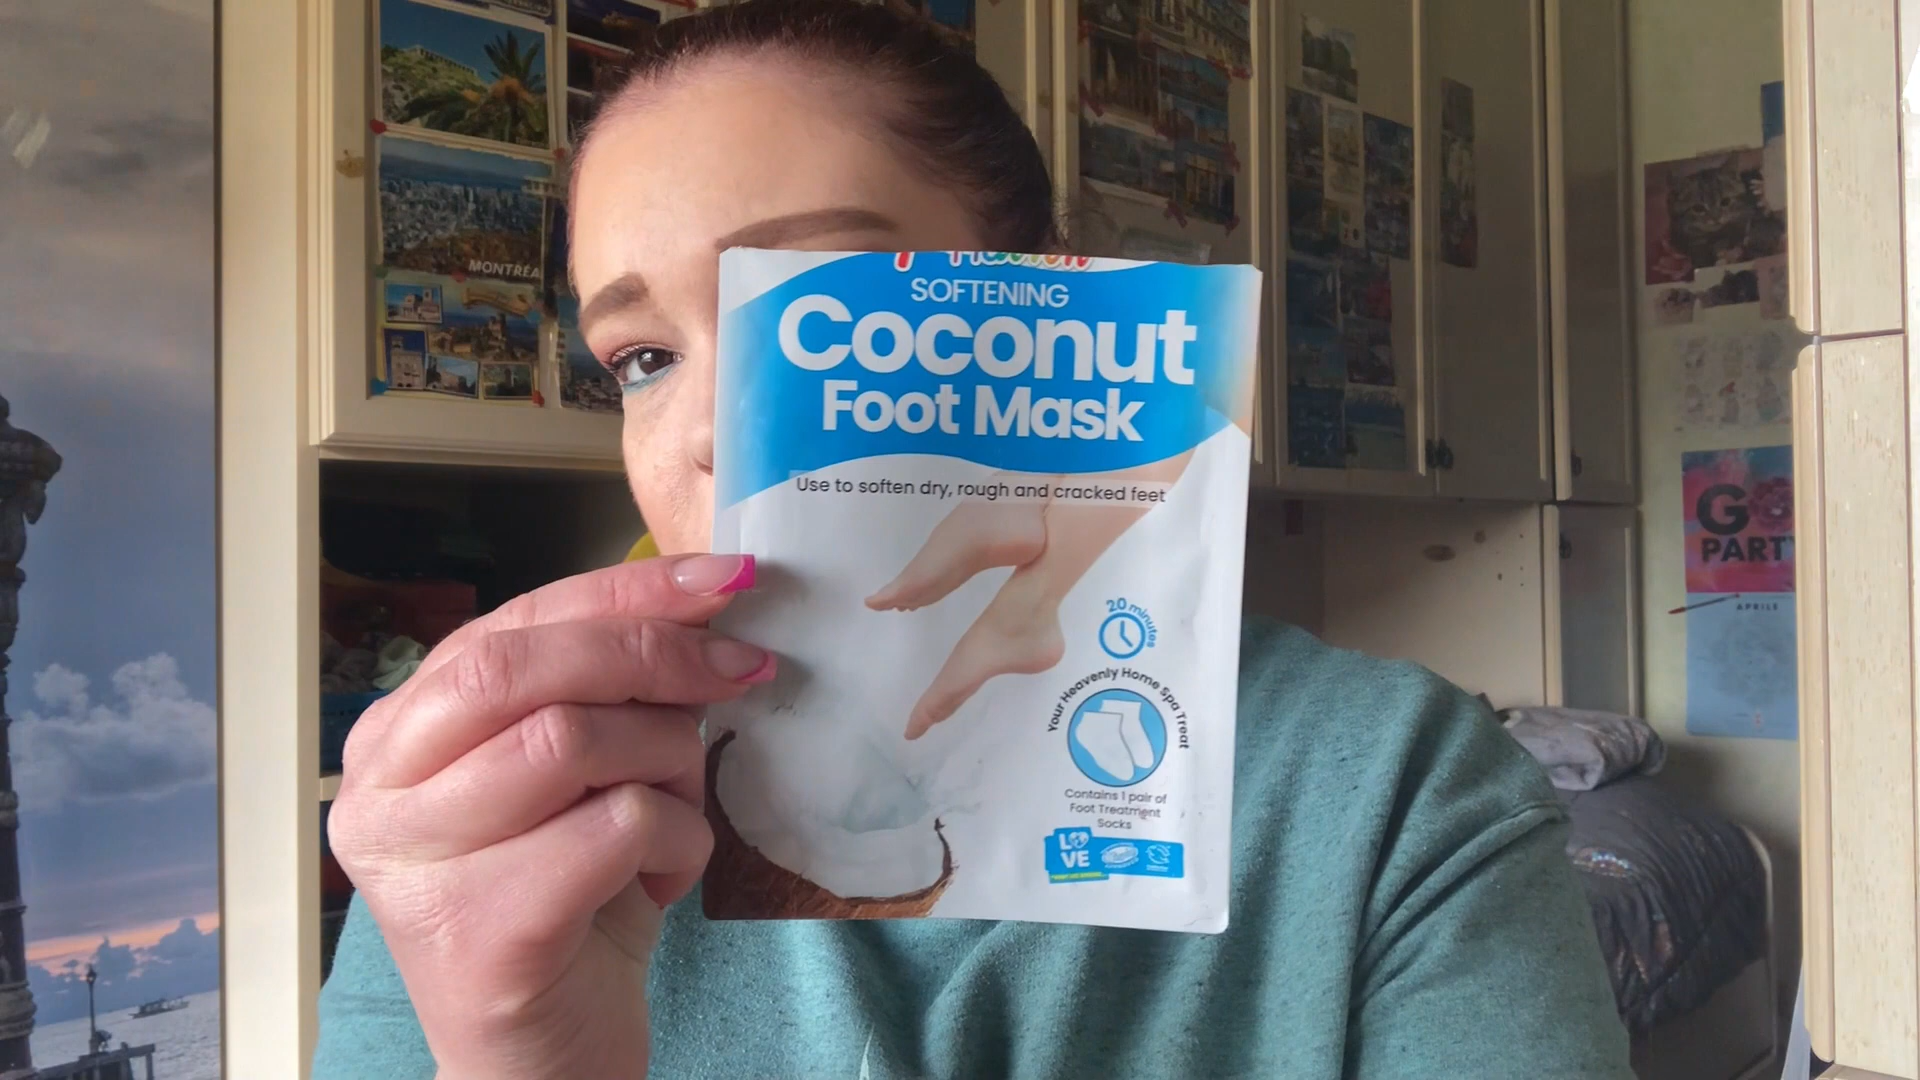 MONTREA
SOFTENING
Coconut
Foot Mask
Use to soften dry, rough and cracked feet
20 minutes
Your Heavenly Home Spa Treat
Contains 1 pair of
Foot Treatment
Socks
LOVE
GO
PARTY
APRILE